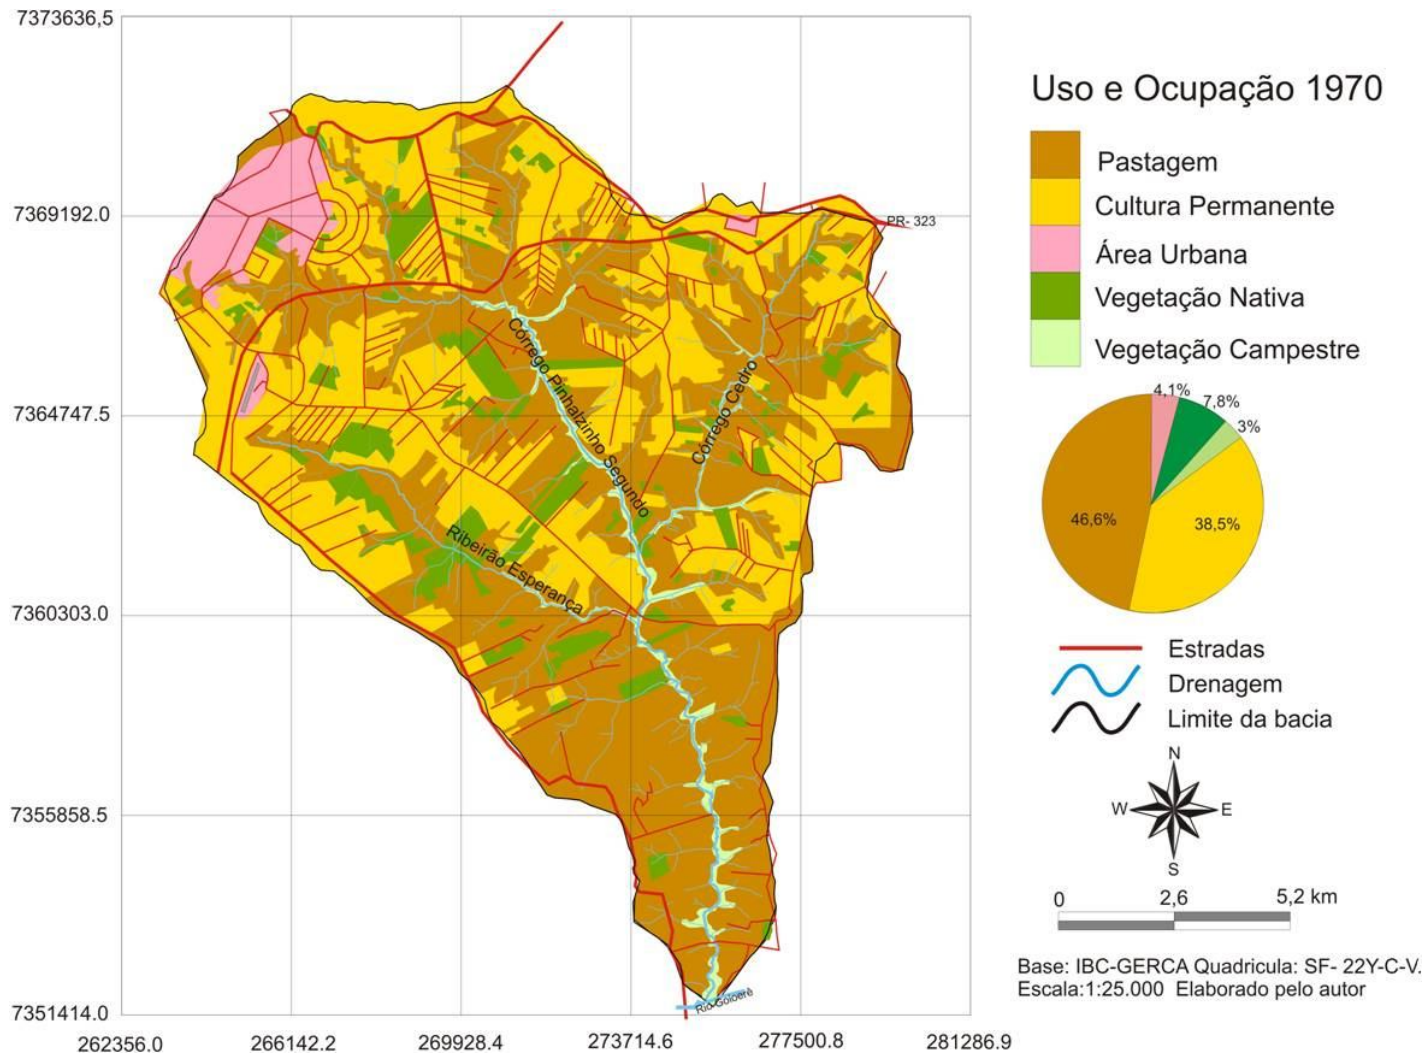 7373636,5
7369192.0
7364747.5
7360303.0
7355858.5
7351414.0
262356.0
266142.2
269928.4
273714.6
277500.8
281286.9
PR- 323
Córrego Pinhalzinho Segundo
Córrego Cedro
Ribeirão Esperança
Rio Goioerê
Uso e Ocupação 1970
Pastagem
Cultura Permanente
Área Urbana
Vegetação Nativa
Vegetação Campestre
4,1%
7,8%
3%
46,6%
38,5%
Estradas
Drenagem
Limite da bacia
N
W
E
S
0
2,6
5,2 km
Base: IBC-GERCA Quadricula: SF- 22Y-C-V.
Escala:1:25.000 Elaborado pelo autor